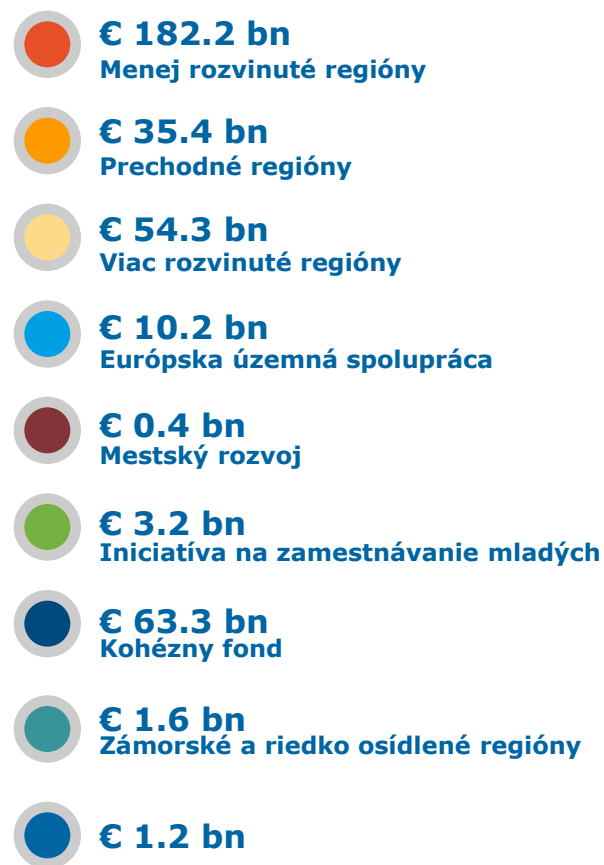 € 182.2 bn
Menej rozvinuté regióny
€ 35.4 bn
Prechodné regióny
€ 54.3 bn
Viac rozvinuté regióny
€ 10.2 bn
Európska územná spolupráca
€ 0.4 bn
Mestský rozvoj
€ 3.2 bn
Iniciatíva na zamestnávanie mladých
€ 63.3 bn
Kohézny fond
€ 1.6 bn
Zámorské a riedko osídlené regióny
€ 1.2 bn